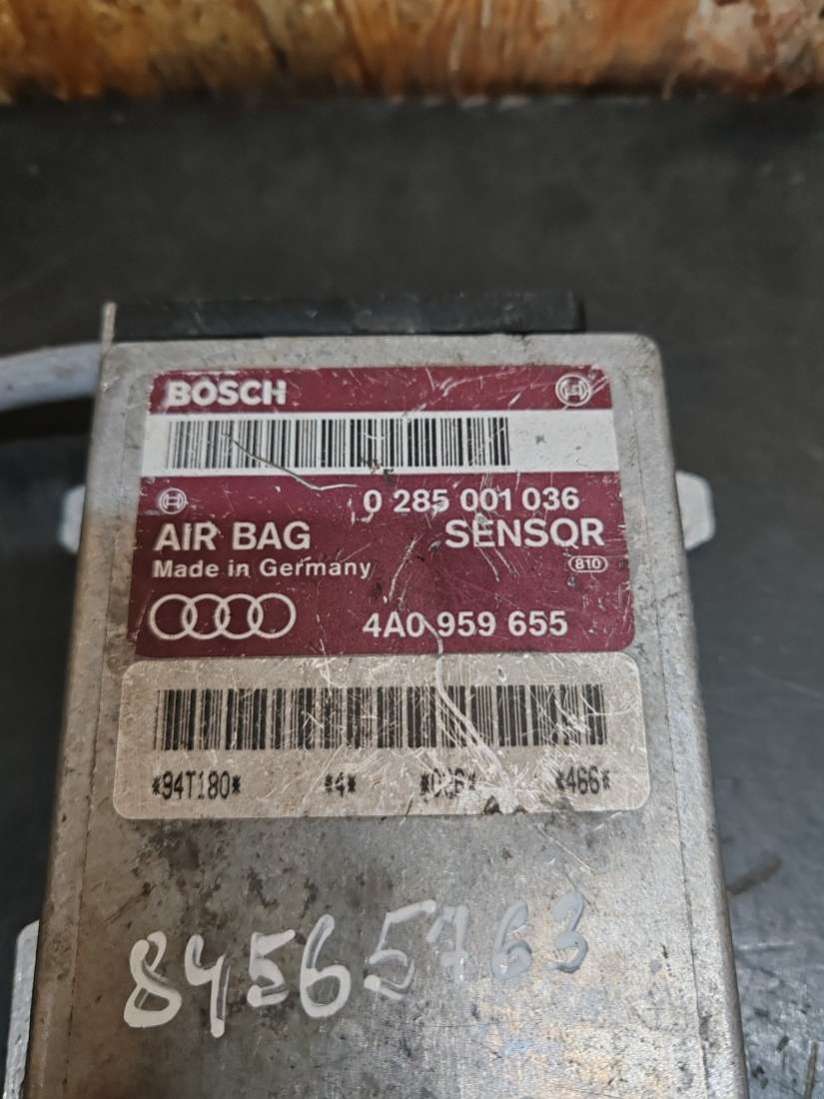 BOSCH
0 285 001 036
AIR BAG SENSOR
Made in Germany 810
4A0 959 655
*94T180* *4* *466*
84565763